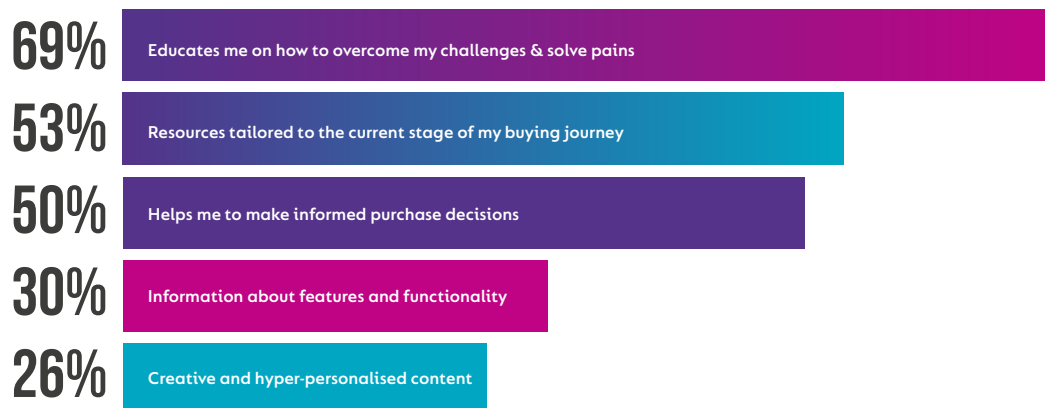 69% Educates me on how to overcome my challenges & solve pains
53% Resources tailored to the current stage of my buying journey
50% Helps me to make informed purchase decisions
30% Information about features and functionality
26% Creative and hyper-personalised content